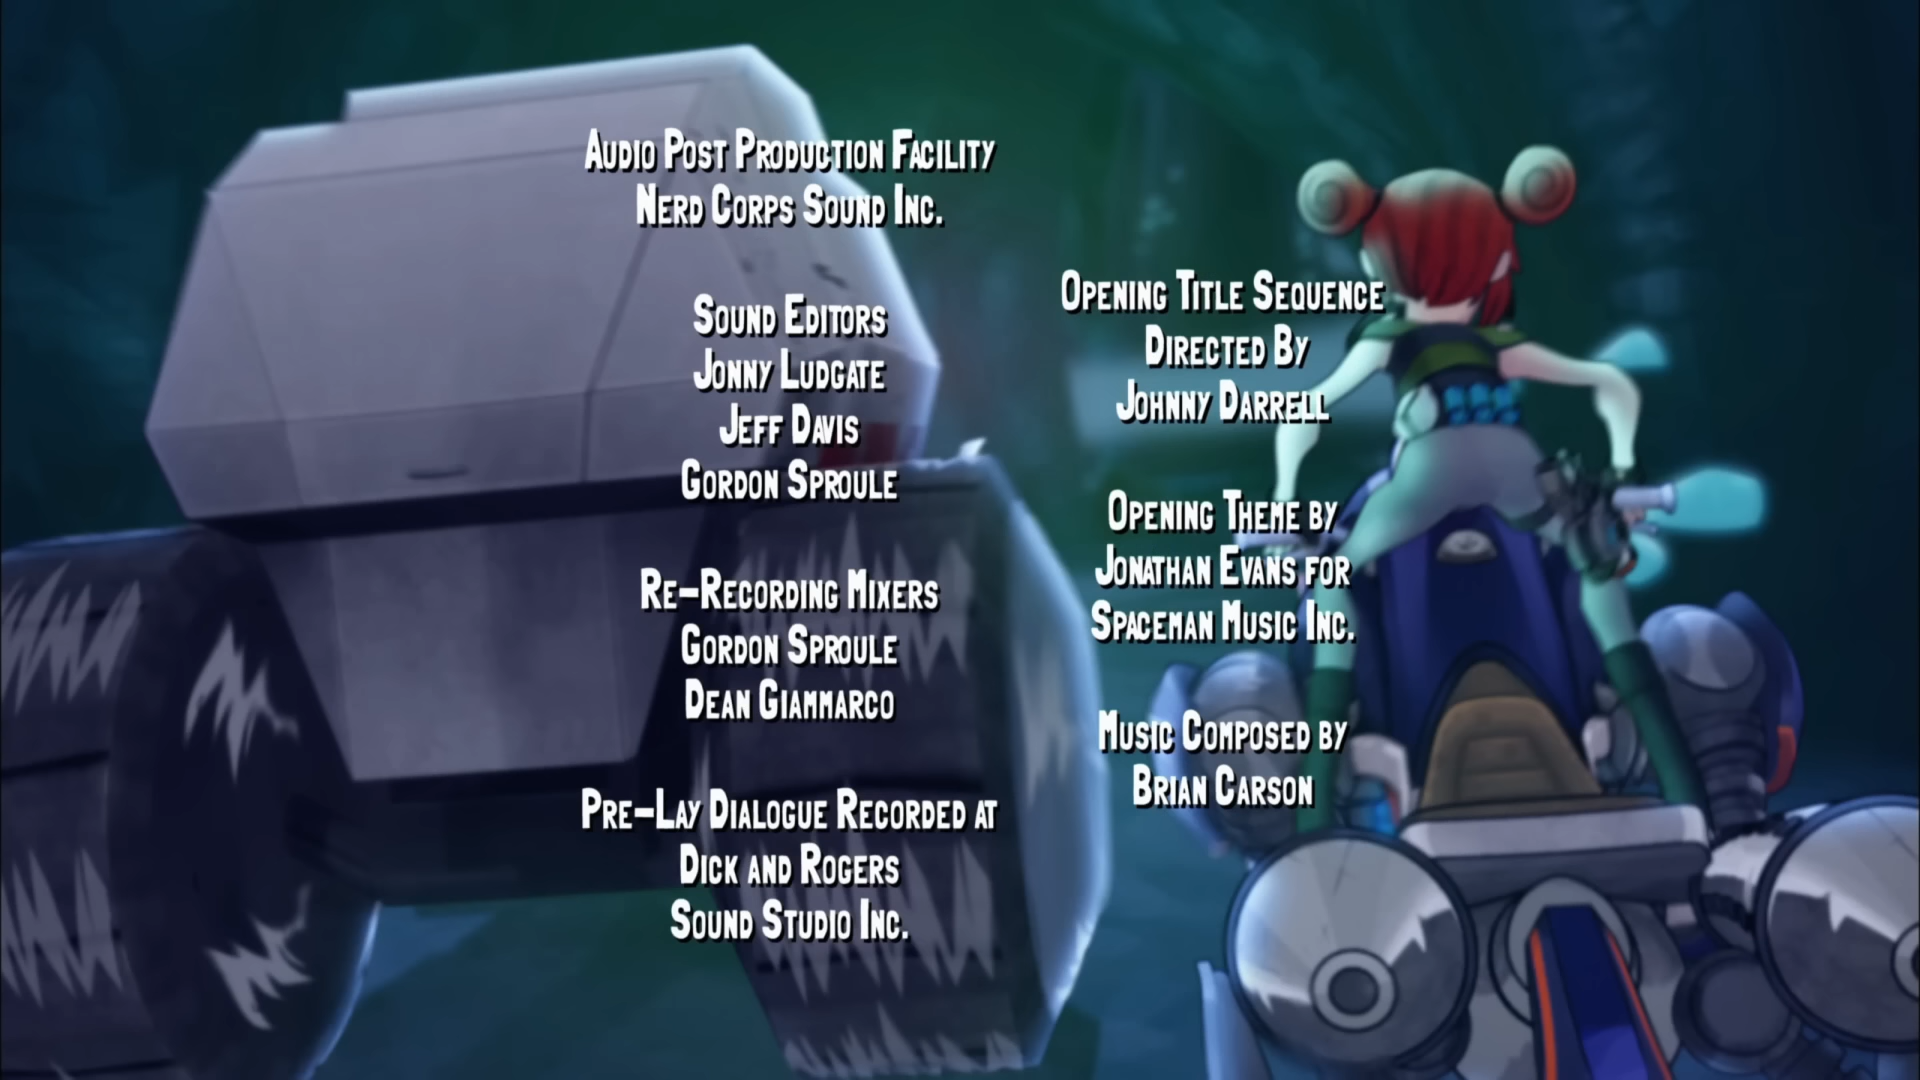 Audio Post Production Facility
Nerd Corps Sound Inc.
Sound Editors
Jonny Ludgate
Jeff Davis
Gordon Sproule
Re-Recording Mixers
Gordon Sproule
Dean Giammarco
Pre-Lay Dialogue Recorded at
Dick and Rogers
Sound Studio Inc.
Opening Title Sequence
Directed By
Johnny Darrell
Opening Theme by
Jonathan Evans for
Spaceman Music Inc.
Music Composed by
Brian Carson